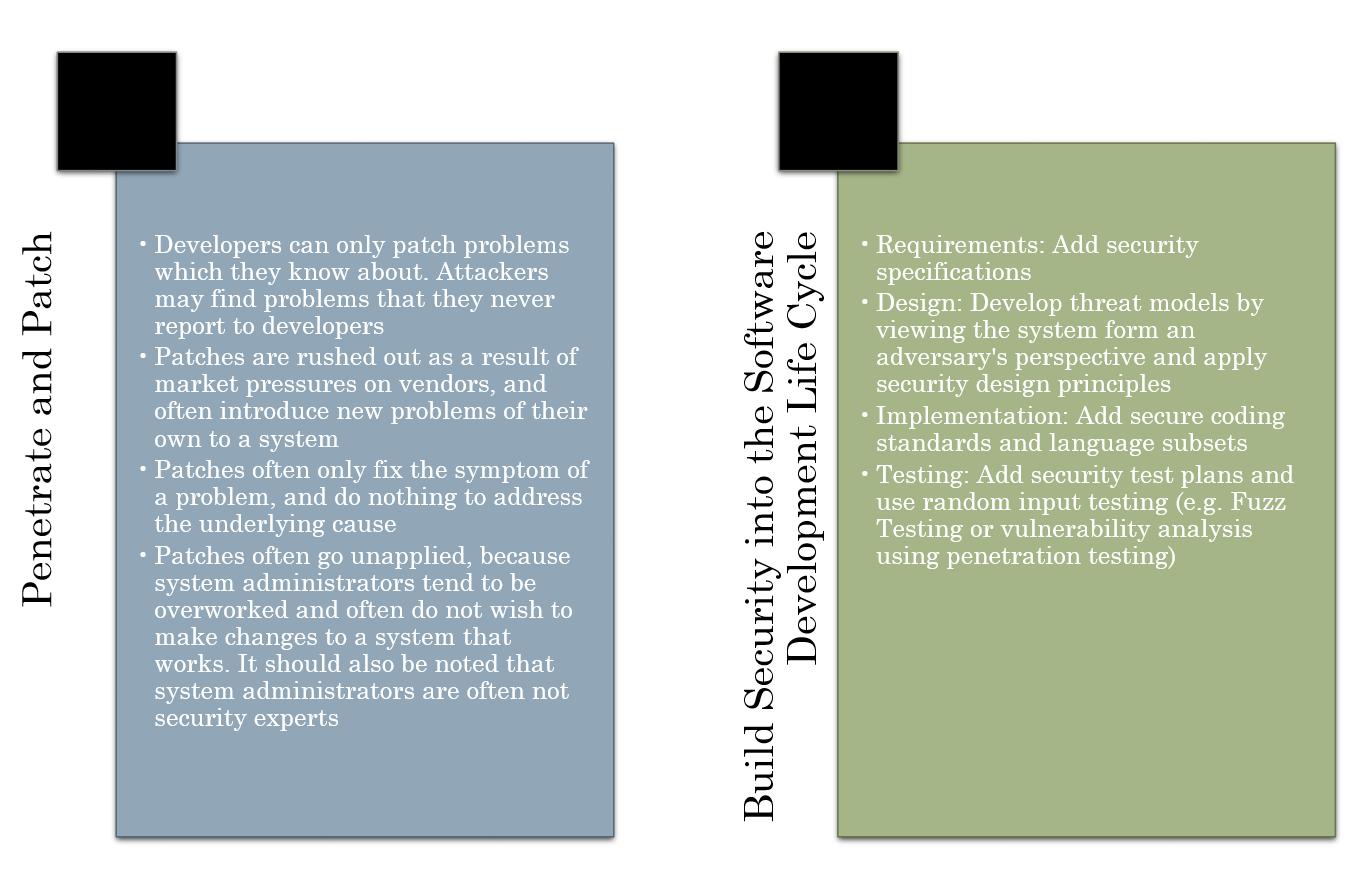 Penetrate and Patch
• Developers can only patch problems
which they know about. Attackers
may find problems that they never
report to developers
• Patches are rushed out as a result of
market pressures on vendors, and
often introduce new problems of their
own to a system
• Patches often only fix the symptom of
a problem, and do nothing to address
the underlying cause
• Patches often go unapplied, because
system administrators tend to be
overworked and often do not wish to
make changes to a system that
works. It should also be noted that
system administrators are often not
security experts
Build Security into the Software
Development Life Cycle
• Requirements: Add security
specifications
• Design: Develop threat models by
viewing the system form an
adversary's perspective and apply
security design principles
• Implementation: Add secure coding
standards and language subsets
• Testing: Add security test plans and
use random input testing (e.g. Fuzz
Testing or vulnerability analysis
using penetration testing)